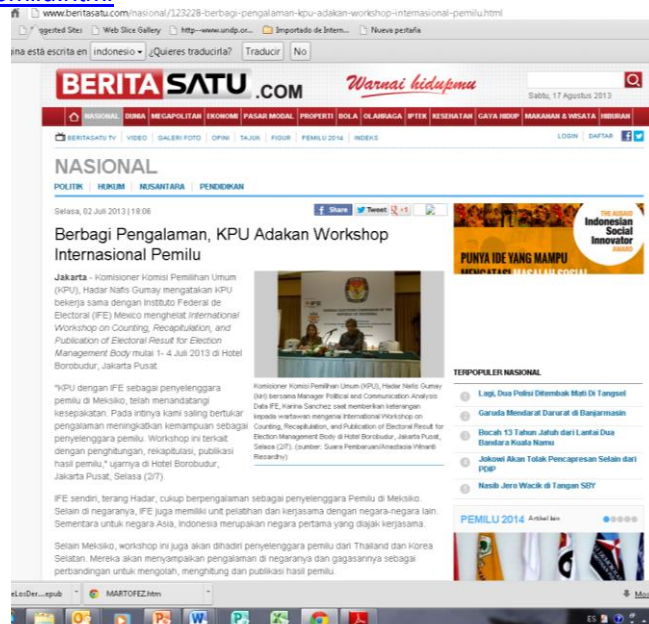 www.beritasatu.com/nasional/123228-berbagi-pengalaman-kpu-adakan-workshop-internasional-pemilu.html
ggested Sites Web Slice Gallery http--www.undp.or... Importado de Intern... Nueva pestaña
ina está escrita en indonesio ¿Quieres traducirla? Traducir No
BERITA SATU .COM
Warnai hidupmu
Sabtu, 17 Agustus 2013
NASIONAL DUNIA MEGAPOLITAN EKONOMI PASAR MODAL PROPERTI BOLA OLAHRAGA IPTEK KESEHATAN GAYA HIDUP MAKANAN & WISATA HIBURAN
BERITASATU TV VIDEO GALERI FOTO OPINI TAJUK FIGUR PEMILU 2014 INDEKS LOGIN DAFTAR
NASIONAL
POLITIK HUKUM NUSANTARA PENDIDIKAN
Selasa, 02 Juli 2013 | 19:06
Share Tweet +1
Berbagi Pengalaman, KPU Adakan Workshop
Internasional Pemilu
Jakarta - Komisioner Komisi Pemilihan Umum
(KPU), Hadar Nafis Gumay mengatakan KPU
bekerja sama dengan Instituto Federal de
Electoral (IFE) Mexico menghelat International
Workshop on Counting, Recapitulation, and
Publication of Electoral Result for Election
Management Body mulai 1- 4 Juli 2013 di Hotel
Borobudur, Jakarta Pusat.
"KPU dengan IFE sebagai penyelenggara
pemilu di Meksiko, telah menandatangi
kesepakatan. Pada intinya kami saling bertukar
pengalaman meningkatkan kemampuan sebagai
penyelenggara pemilu. Workshop ini terkait
dengan penghitungan, rekapitulasi, publikasi
hasil pemilu," ujarnya di Hotel Borobudur,
Jakarta Pusat, Selasa (2/7).
Komisioner Komisi Pemilihan Umum (KPU), Hadar Nafis Gumay
(kiri) bersama Manager Political and Communication Analysis
Data IFE, Karina Sanchez saat memberikan keterangan
kepada wartawan mengenai International Workshop on
Counting, Recapitulation, and Publication of Electoral Result for
Election Management Body di Hotel Borobudur, Jakarta Pusat,
Selasa (2/7). (sumber: Suara Pembaruan/Anastasia Winanti
Riesardhy)
IFE sendiri, terang Hadar, cukup berpengalaman sebagai penyelenggara Pemilu di Meksiko.
Selain di negaranya, IFE juga memiliki unit pelatihan dan kerjasama dengan negara-negara lain.
Sementara untuk negara Asia, Indonesia merupakan negara pertama yang diajak kerjasama.
Selain Meksiko, workshop ini juga akan dihadiri penyelenggara pemilu dari Thailand dan Korea
Selatan. Mereka akan menyampaikan pengalaman di negaranya dan gagasannya sebagai
perbandingan untuk mengolah, menghitung dan publikasi hasil pemilu.
THE AUSAID
Indonesian
Social
Innovator
AWARD
PUNYA IDE YANG MAMPU
MENGATASI MASALAH SOSIAL
TERPOPULER NASIONAL
Lagi, Dua Polisi Ditembak Mati Di Tangsel
Garuda Mendarat Darurat di Banjarmasin
Bocah 13 Tahun Jatuh dari Lantai Dua
Bandara Kuala Namu
Jokowi Akan Tolak Pencapresan Selain dari
PDIP
Nasib Jero Wacik di Tangan SBY
PEMILU 2014 Artikel lain
eLosDer...epub MARTOFEZ.htm Mos
ES